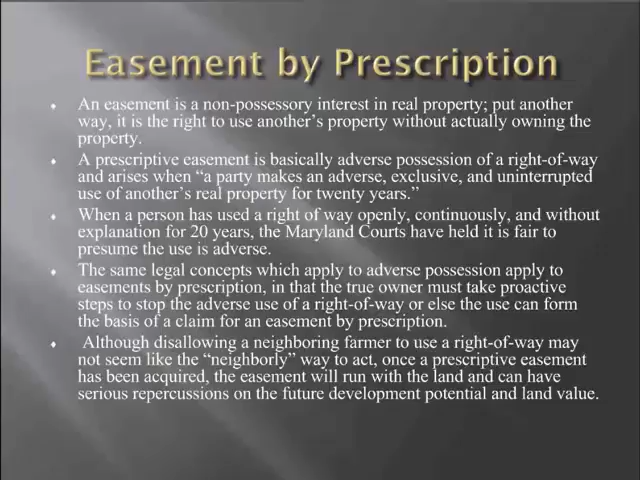 Easement by Prescription
An easement is a non-possessory interest in real property; put another
way, it is the right to use another's property without actually owning the
property.
A prescriptive easement is basically adverse possession of a right-of-way
and arises when “a party makes an adverse, exclusive, and uninterrupted
use of another's real property for twenty years.”
When a person has used a right of way openly, continuously, and without
explanation for 20 years, the Maryland Courts have held it is fair to
presume the use is adverse.
The same legal concepts which apply to adverse possession apply to
easements by prescription, in that the true owner must take proactive
steps to stop the adverse use of a right-of-way or else the use can form
the basis of a claim for an easement by prescription.
Although disallowing a neighboring farmer to use a right-of-way may
not seem like the “neighborly” way to act, once a prescriptive easement
has been acquired, the easement will run with the land and can have
serious repercussions on the future development potential and land value.